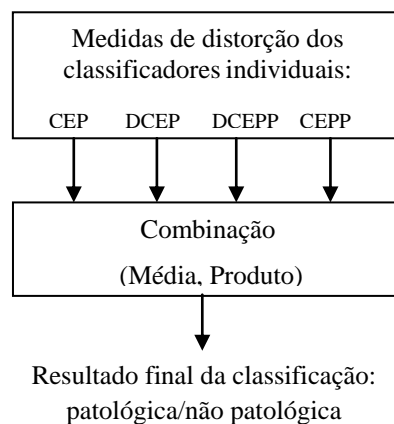 Medidas de distorção dos
classificadores individuais:
CEP DCEP DCEPP CEPP
Combinação
(Média, Produto)
Resultado final da classificação:
patológica/não patológica